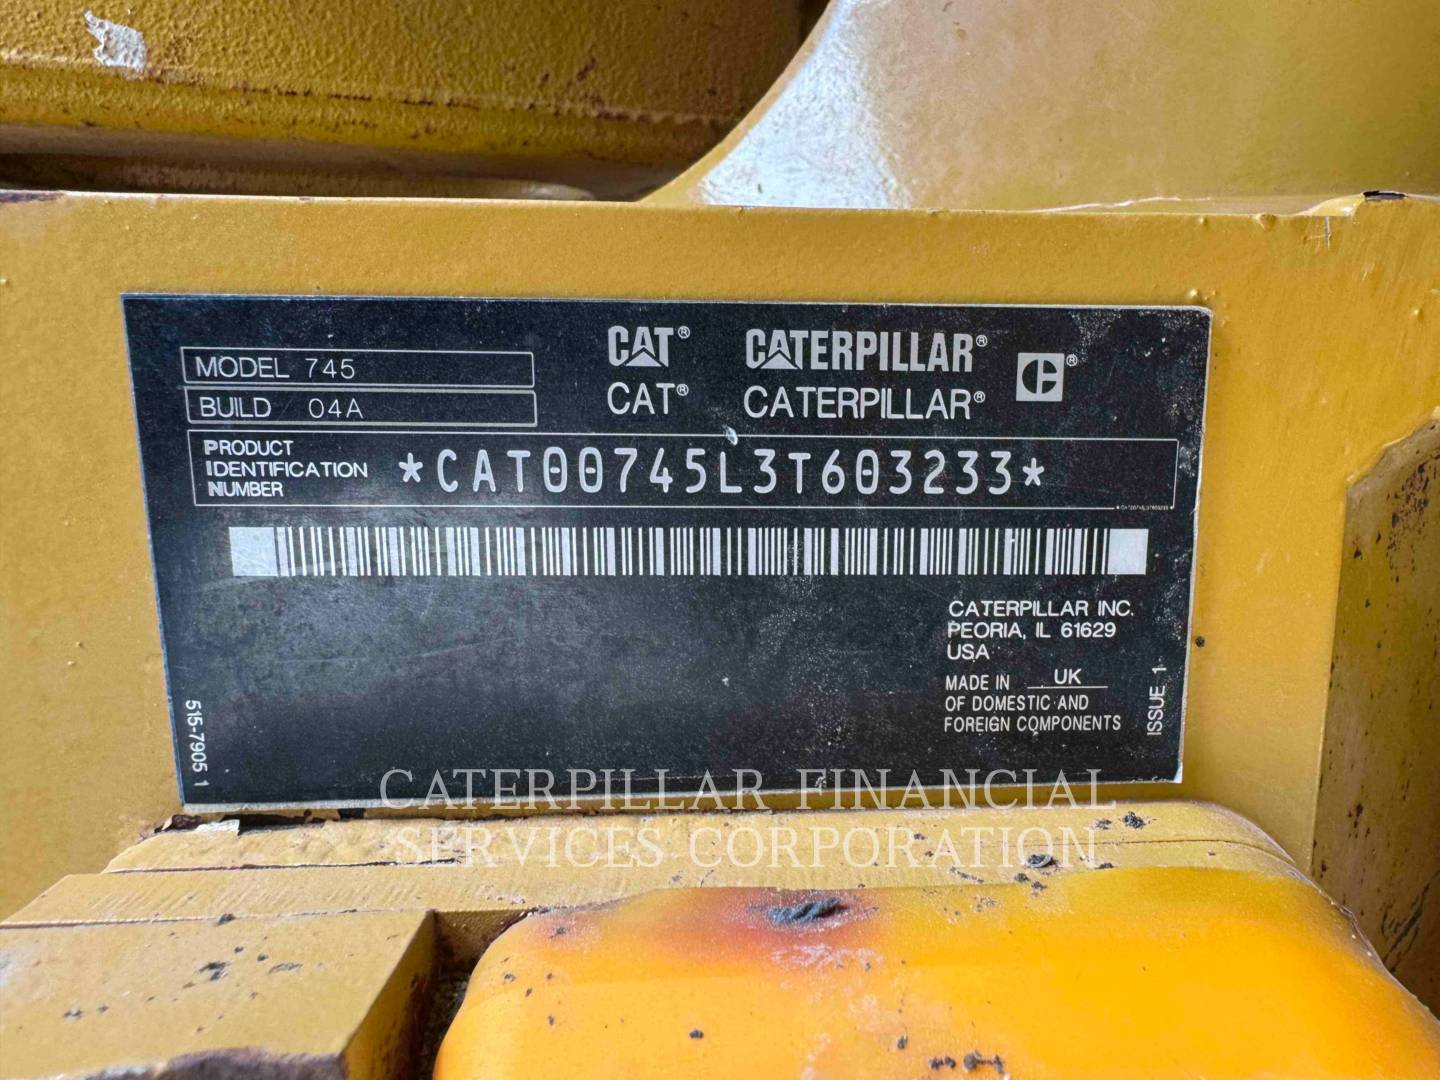 MODEL 745
BUILD 04A
CAT® CATERPILLAR® C®
CAT® CATERPILLAR®
PRODUCT
IDENTIFICATION
NUMBER
*CAT00745L3T603233*
*CAT00745L3T603233*
CATERPILLAR INC.
PEORIA, IL 61629
USA
MADE IN UK
OF DOMESTIC AND
FOREIGN COMPONENTS
ISSUE 1
515-7905 1
CATERPILLAR FINANCIAL
SERVICES CORPORATION